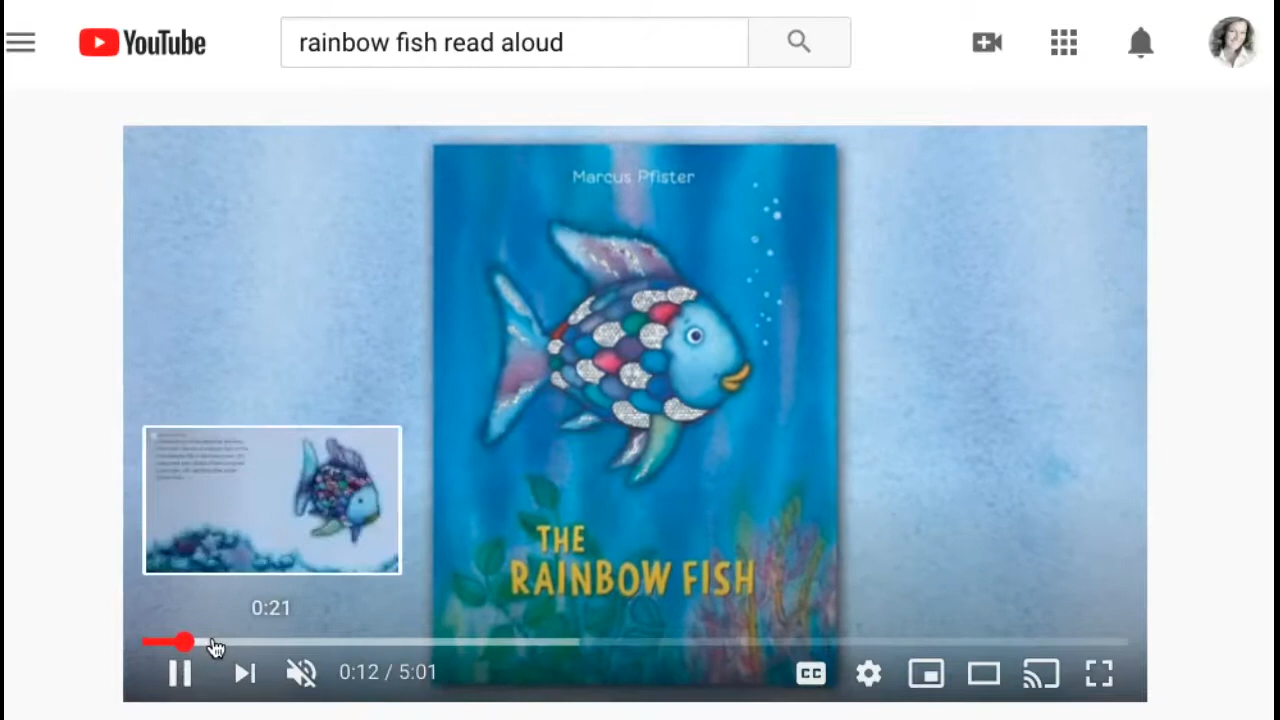 YouTube
rainbow fish read aloud
Marcus Pfister
THE
RAINBOW FISH
0:21
0:12 / 5:01
CC